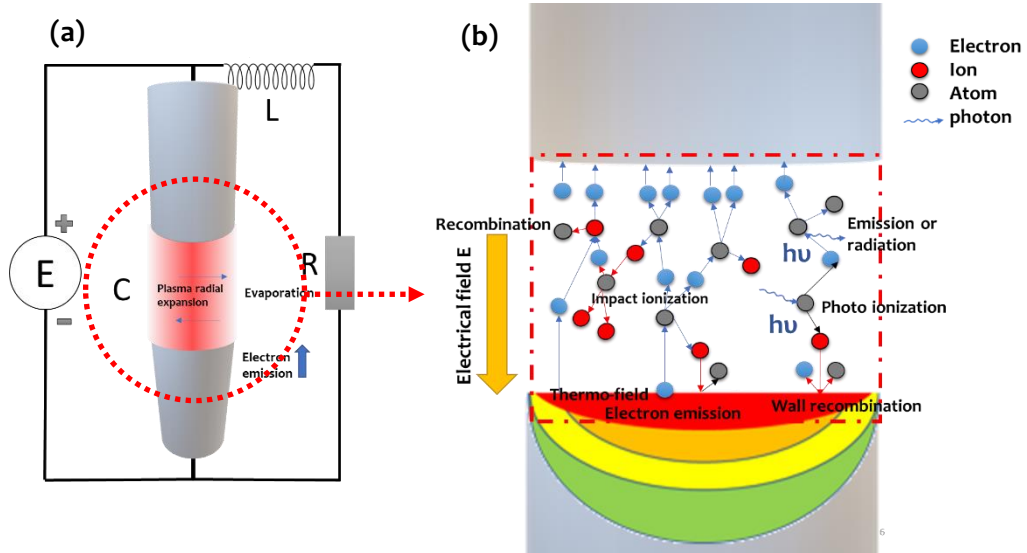 (a)
L
E
C
R
Plasma radial
expansion
Evaporation
Electron
emission
(b)
Electron
Ion
Atom
photon
Recombination
Electrical field E
Emission or
radiation
hυ
Impact ionization
Photo ionization
hυ
Thermo field
Electron emission
Wall recombination
6